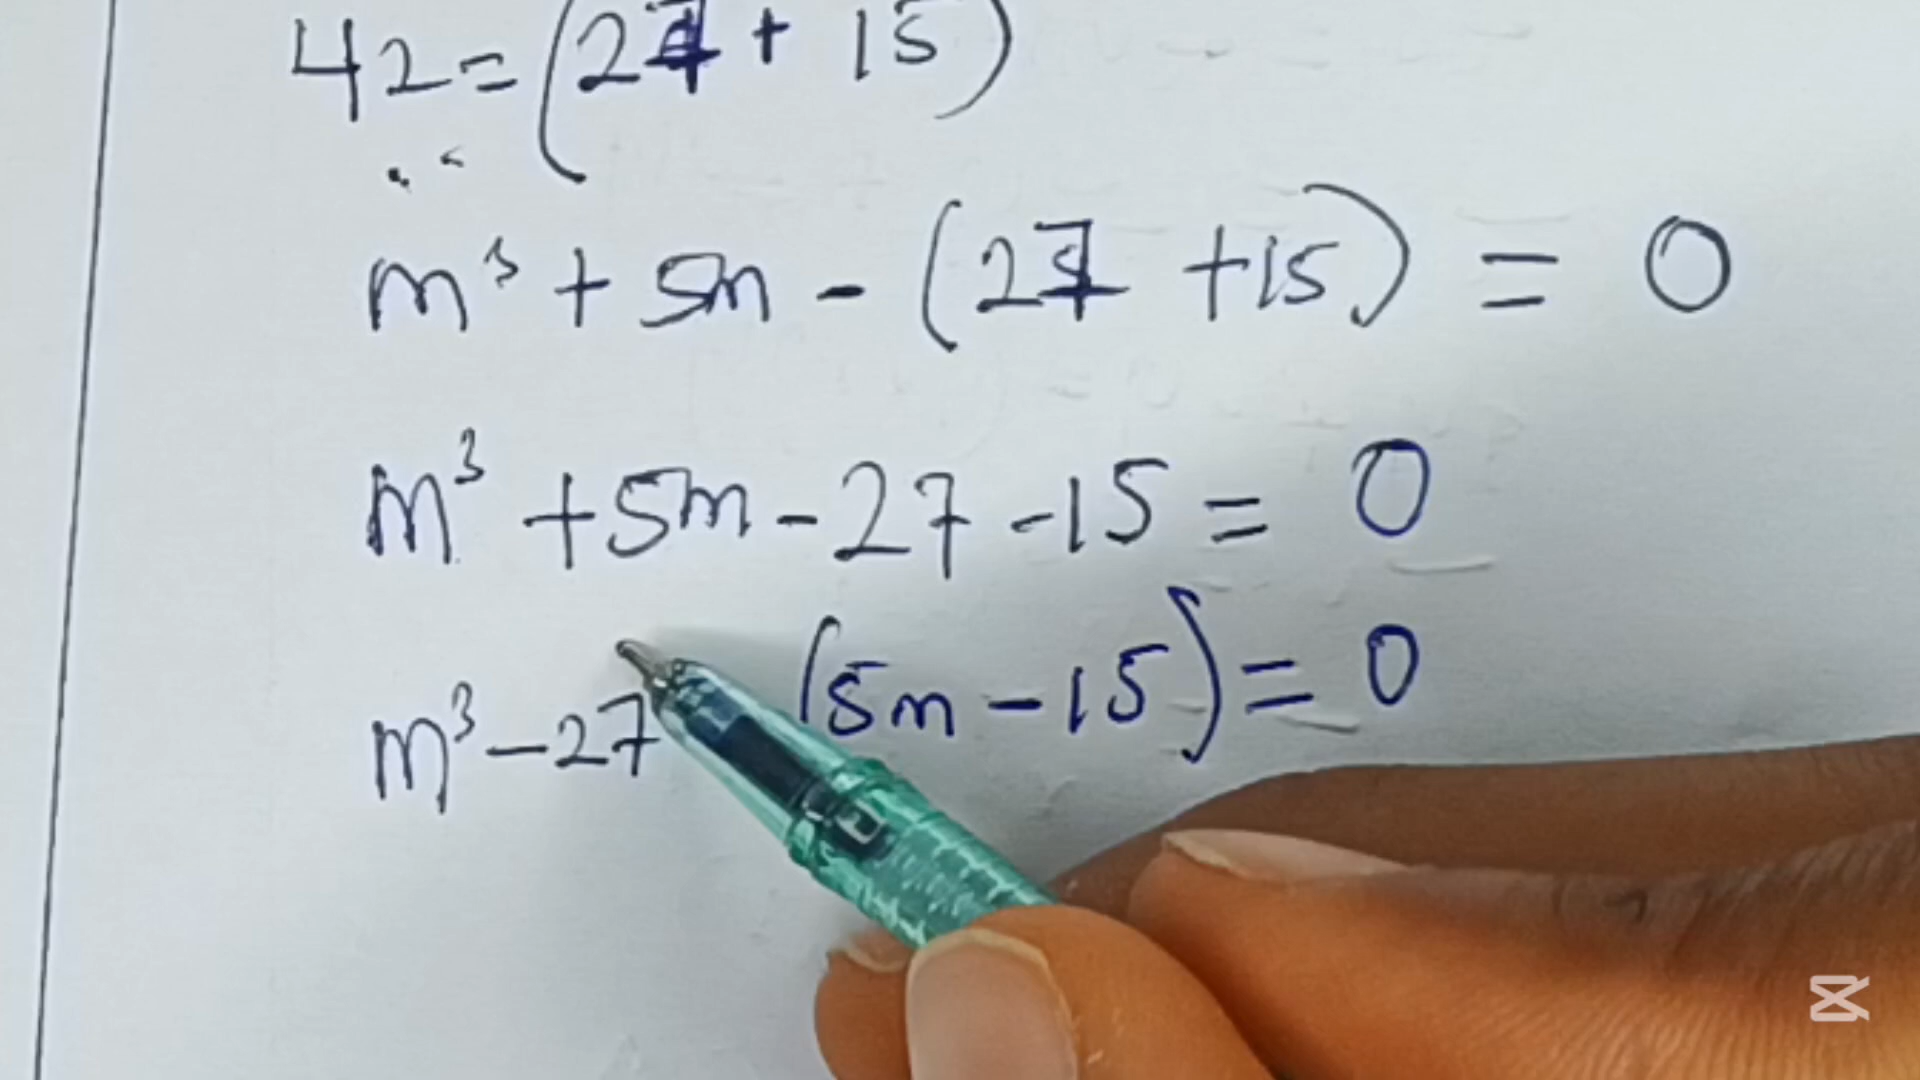 42 = (27 + 15)
m³ + 5m - (27 + 15) = 0
m³ + 5m - 27 - 15 = 0
m³ - 27 (5m - 15) = 0